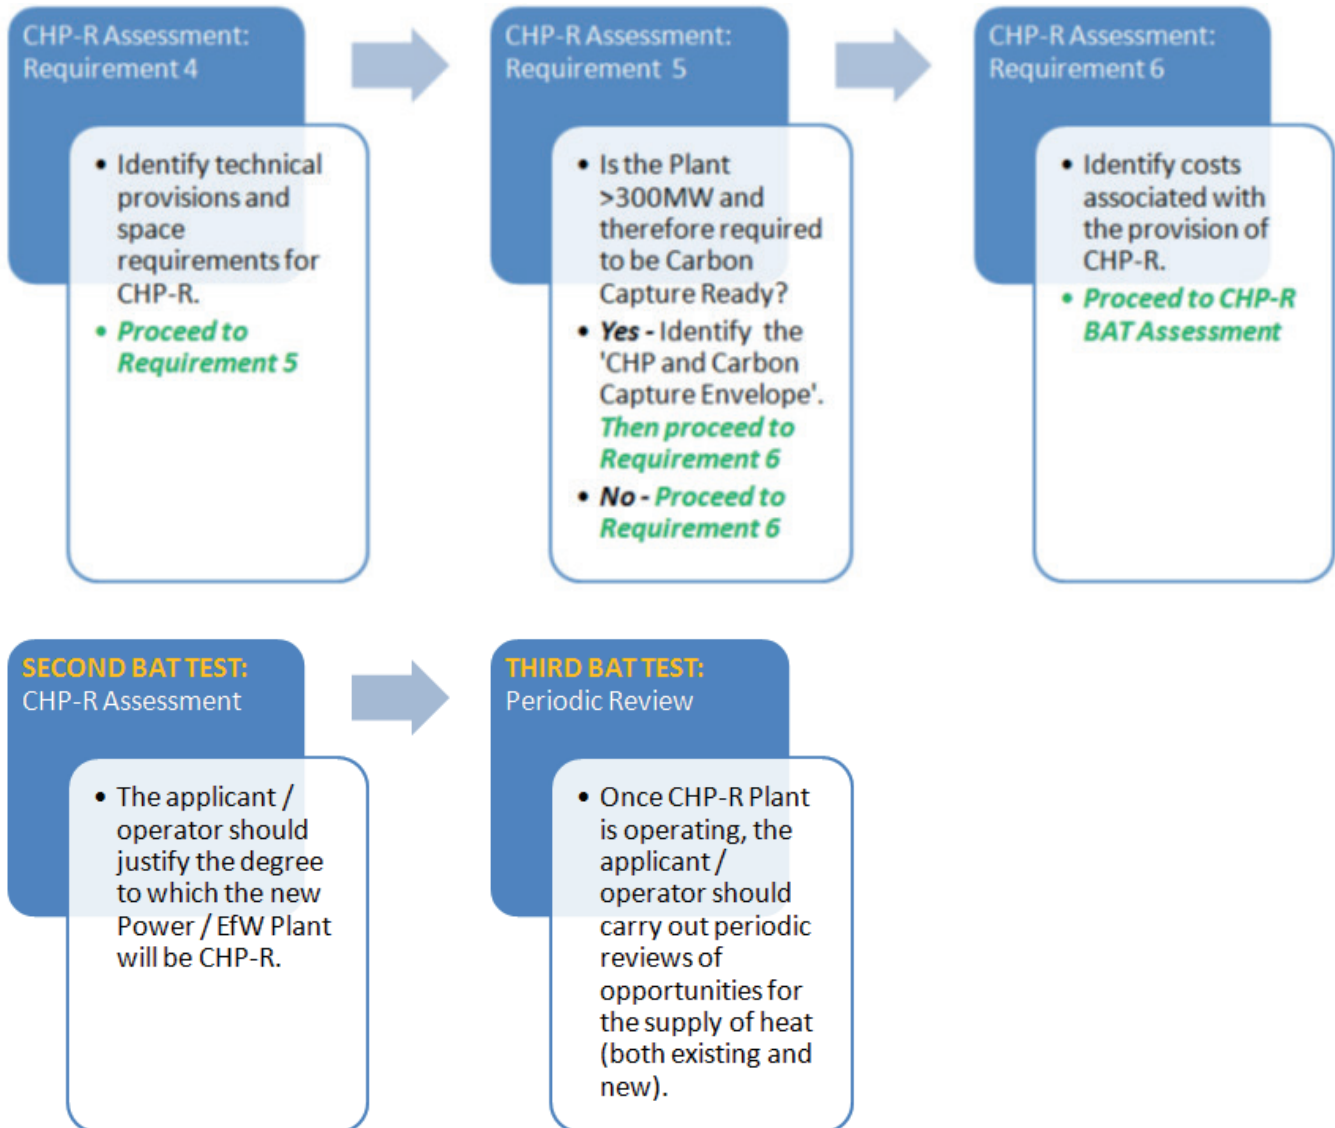 CHP-R Assessment:
Requirement 4
• Identify technical
provisions and
space
requirements for
CHP-R.
• Proceed to
Requirement 5
CHP-R Assessment:
Requirement 5
• Is the Plant
>300MW and
therefore required
to be Carbon
Capture Ready?
• Yes - Identify the
'CHP and Carbon
Capture Envelope'.
Then proceed to
Requirement 6
• No - Proceed to
Requirement 6
CHP-R Assessment:
Requirement 6
• Identify costs
associated with
the provision of
CHP-R.
• Proceed to CHP-R
BAT Assessment
SECOND BAT TEST:
CHP-R Assessment
• The applicant /
operator should
justify the degree
to which the new
Power / EfW Plant
will be CHP-R.
THIRD BAT TEST:
Periodic Review
• Once CHP-R Plant
is operating, the
applicant /
operator should
carry out periodic
reviews of
opportunities for
the supply of heat
(both existing and
new).